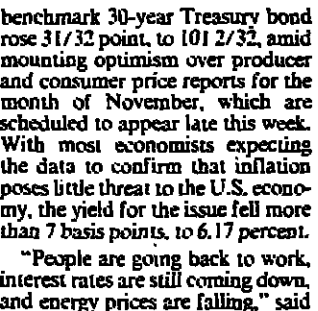 benchmark 30-year Treasury bond
rose 31/32 point, to 101 2/32, amid
mounting optimism over producer
and consumer price reports for the
month of November, which are
scheduled to appear late this week.
With most economists expecting
the data to confirm that inflation
poses little threat to the U.S. econo-
my, the yield for the issue fell more
than 7 basis points, to 6.17 percent.
"People are going back to work,
interest rates are still coming down,
and energy prices are falling," said